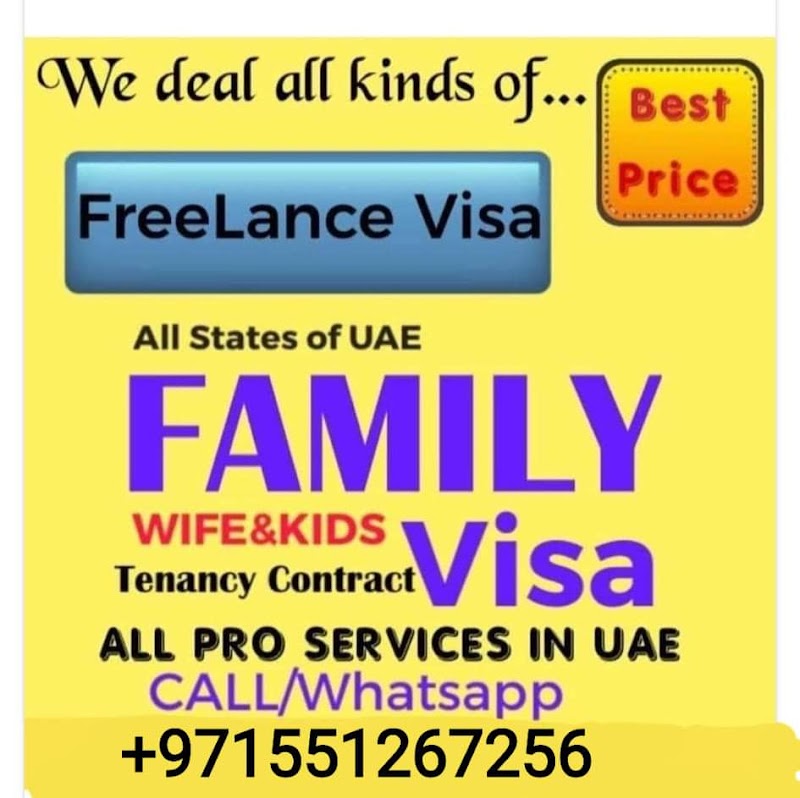 We deal all kinds of...
Best
Price
FreeLance Visa
All States of UAE
FAMILY
WIFE&KIDS
Visa
Tenancy Contract
ALL PRO SERVICES IN UAE
CALL/Whatsapp
+971551267256